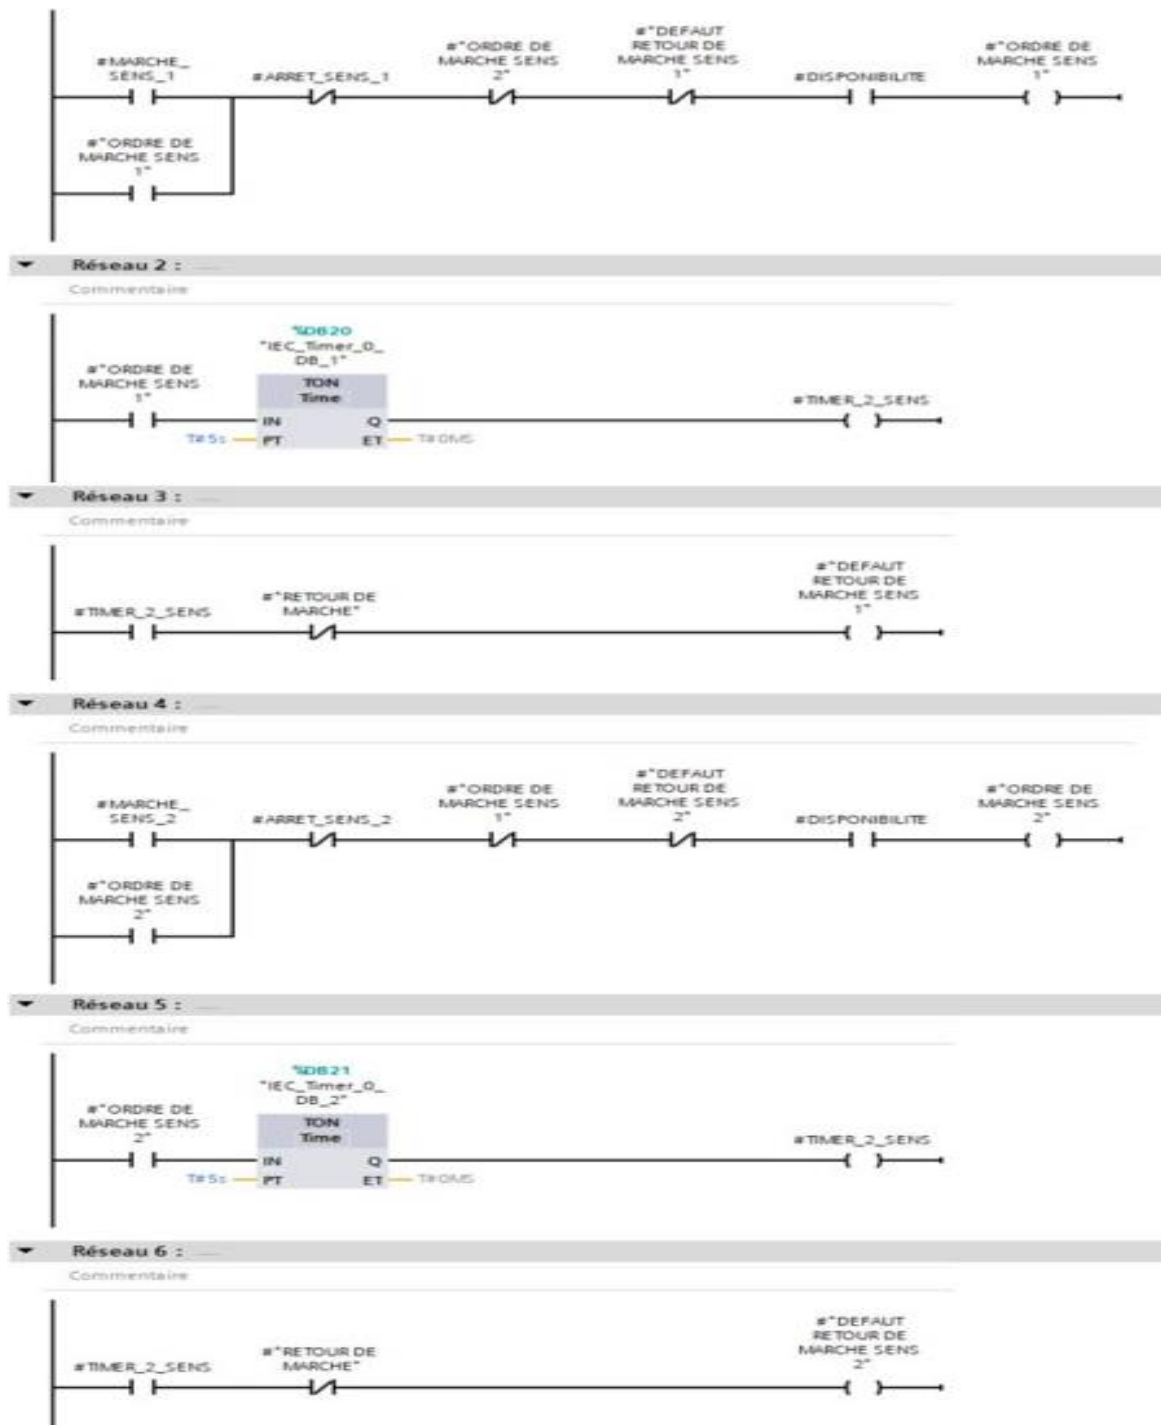 #MARCHE_
SENS_1
#ARRET_SENS_1
#"ORDRE DE
MARCHE SENS
2"
#"DEFAUT
RETOUR DE
MARCHE SENS
1"
#DISPONIBILITE
#"ORDRE DE
MARCHE SENS
1"
#"ORDRE DE
MARCHE SENS
1"
Réseau 2 : .....
Commentaire
#"ORDRE DE
MARCHE SENS
1"
%DB20
"IEC_Timer_0_
DB_1"
TON
Time
IN Q
T#5s PT ET T#0MS
#TIMER_2_SENS
Réseau 3 : .....
Commentaire
#TIMER_2_SENS
#"RETOUR DE
MARCHE"
#"DEFAUT
RETOUR DE
MARCHE SENS
1"
Réseau 4 : .....
Commentaire
#MARCHE_
SENS_2
#ARRET_SENS_2
#"ORDRE DE
MARCHE SENS
1"
#"DEFAUT
RETOUR DE
MARCHE SENS
2"
#DISPONIBILITE
#"ORDRE DE
MARCHE SENS
2"
#"ORDRE DE
MARCHE SENS
2"
Réseau 5 : .....
Commentaire
#"ORDRE DE
MARCHE SENS
2"
%DB21
"IEC_Timer_0_
DB_2"
TON
Time
IN Q
T#5s PT ET T#0MS
#TIMER_2_SENS
Réseau 6 : .....
Commentaire
#TIMER_2_SENS
#"RETOUR DE
MARCHE"
#"DEFAUT
RETOUR DE
MARCHE SENS
2"